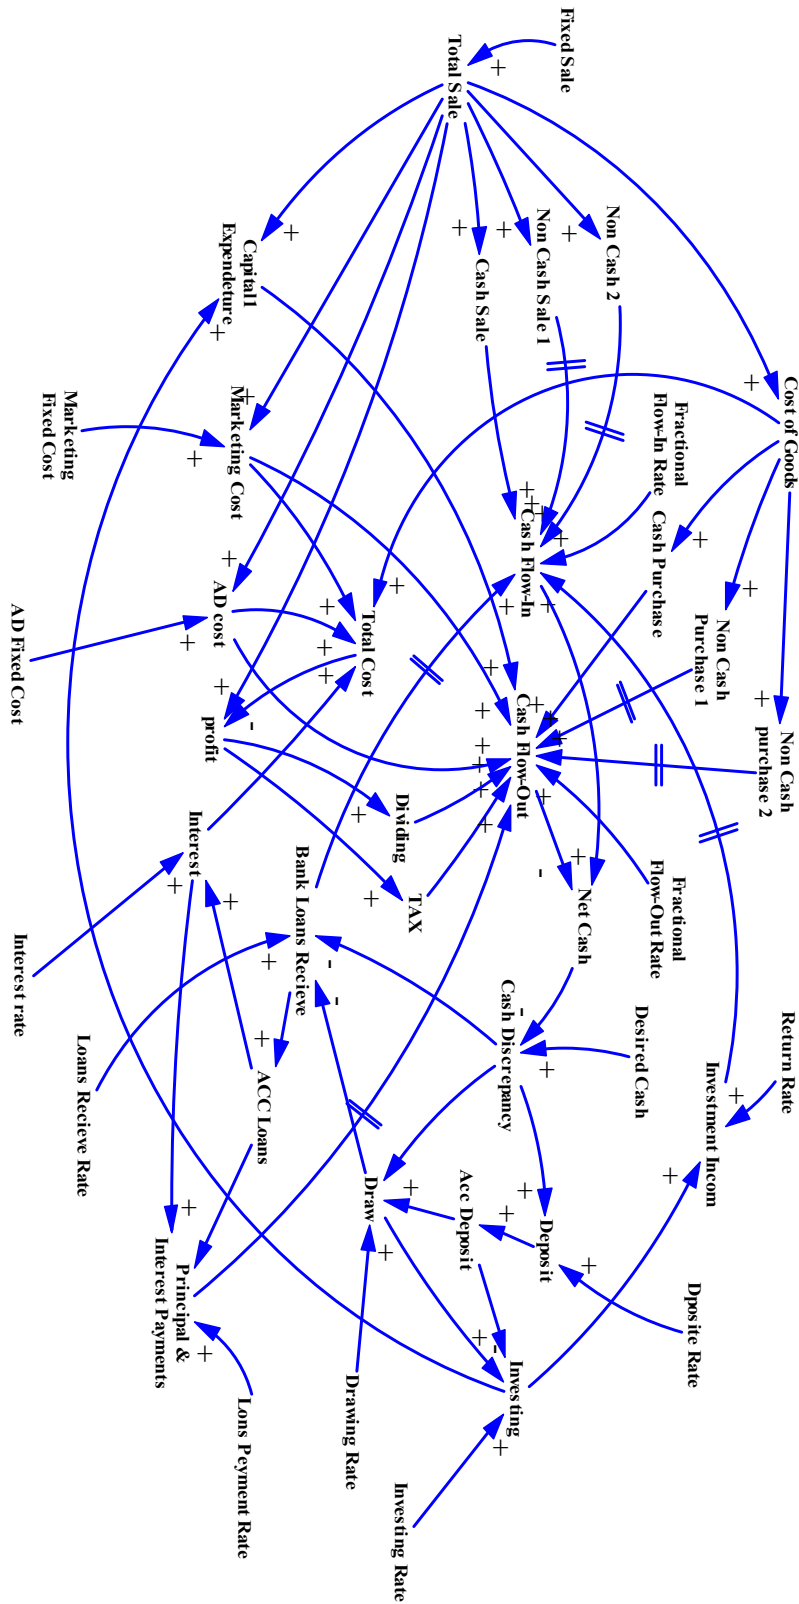 Cost of Goods
Non Cash
purchase 2
Return Rate
Non Cash
Purchase 1
Investment Incom
Dposite Rate
Fractional
Flow-In Rate
Fractional
Flow-Out Rate
Cash Purchase
Desired Cash
Non Cash 2
Net Cash
Fixed Sale
Non Cash Sale 1
Deposit
Cash Flow-In
Cash Flow-Out
Investing
Cash Discrepancy
Cash Sale
Acc Deposit
Total Sale
TAX
Dividing
Investing Rate
Total Cost
Draw
Drawing Rate
Bank Loans Recieve
ACC Loans
Capital1
Expendeture
Lons Peyment Rate
Marketing Cost
AD cost
profit
Interest
Principal &
Interest Payments
Loans Recieve Rate
Marketing
Fixed Cost
Interest rate
AD Fixed Cost